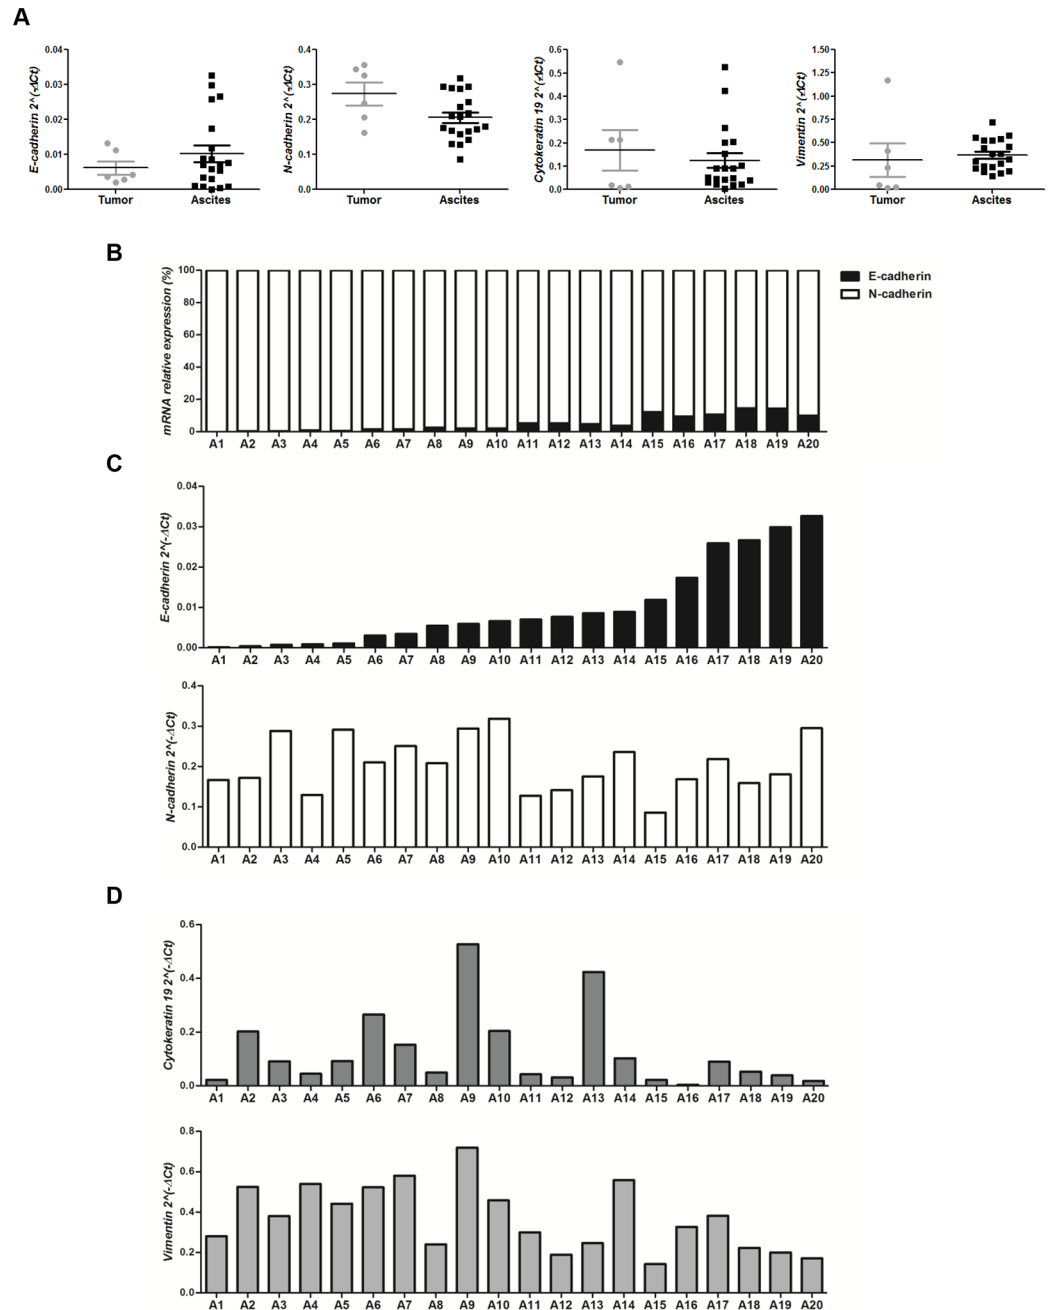 A
E-cadherin 2^(-ΔCt)
0.04
0.03
0.02
0.01
0.00
Tumor Ascites
N-cadherin 2^(-ΔCt)
0.4
0.3
0.2
0.1
0.0
Tumor Ascites
Cytokeratin 19 2^(-ΔCt)
0.6
0.5
0.4
0.3
0.2
0.1
0.0
Tumor Ascites
Vimentin 2^(-ΔCt)
1.50
1.25
1.00
0.75
0.50
0.25
0.00
Tumor Ascites
B
mRNA relative expression (%)
100
80
60
40
20
0
A1 A2 A3 A4 A5 A6 A7 A8 A9 A10 A11 A12 A13 A14 A15 A16 A17 A18 A19 A20
E-cadherin
N-cadherin
C
E-cadherin 2^(-ΔCt)
0.04
0.03
0.02
0.01
0.00
A1 A2 A3 A4 A5 A6 A7 A8 A9 A10 A11 A12 A13 A14 A15 A16 A17 A18 A19 A20
N-cadherin 2^(-ΔCt)
0.4
0.3
0.2
0.1
0.0
A1 A2 A3 A4 A5 A6 A7 A8 A9 A10 A11 A12 A13 A14 A15 A16 A17 A18 A19 A20
D
Cytokeratin 19 2^(-ΔCt)
0.6
0.4
0.2
0.0
A1 A2 A3 A4 A5 A6 A7 A8 A9 A10 A11 A12 A13 A14 A15 A16 A17 A18 A19 A20
Vimentin 2^(-ΔCt)
0.8
0.6
0.4
0.2
0.0
A1 A2 A3 A4 A5 A6 A7 A8 A9 A10 A11 A12 A13 A14 A15 A16 A17 A18 A19 A20